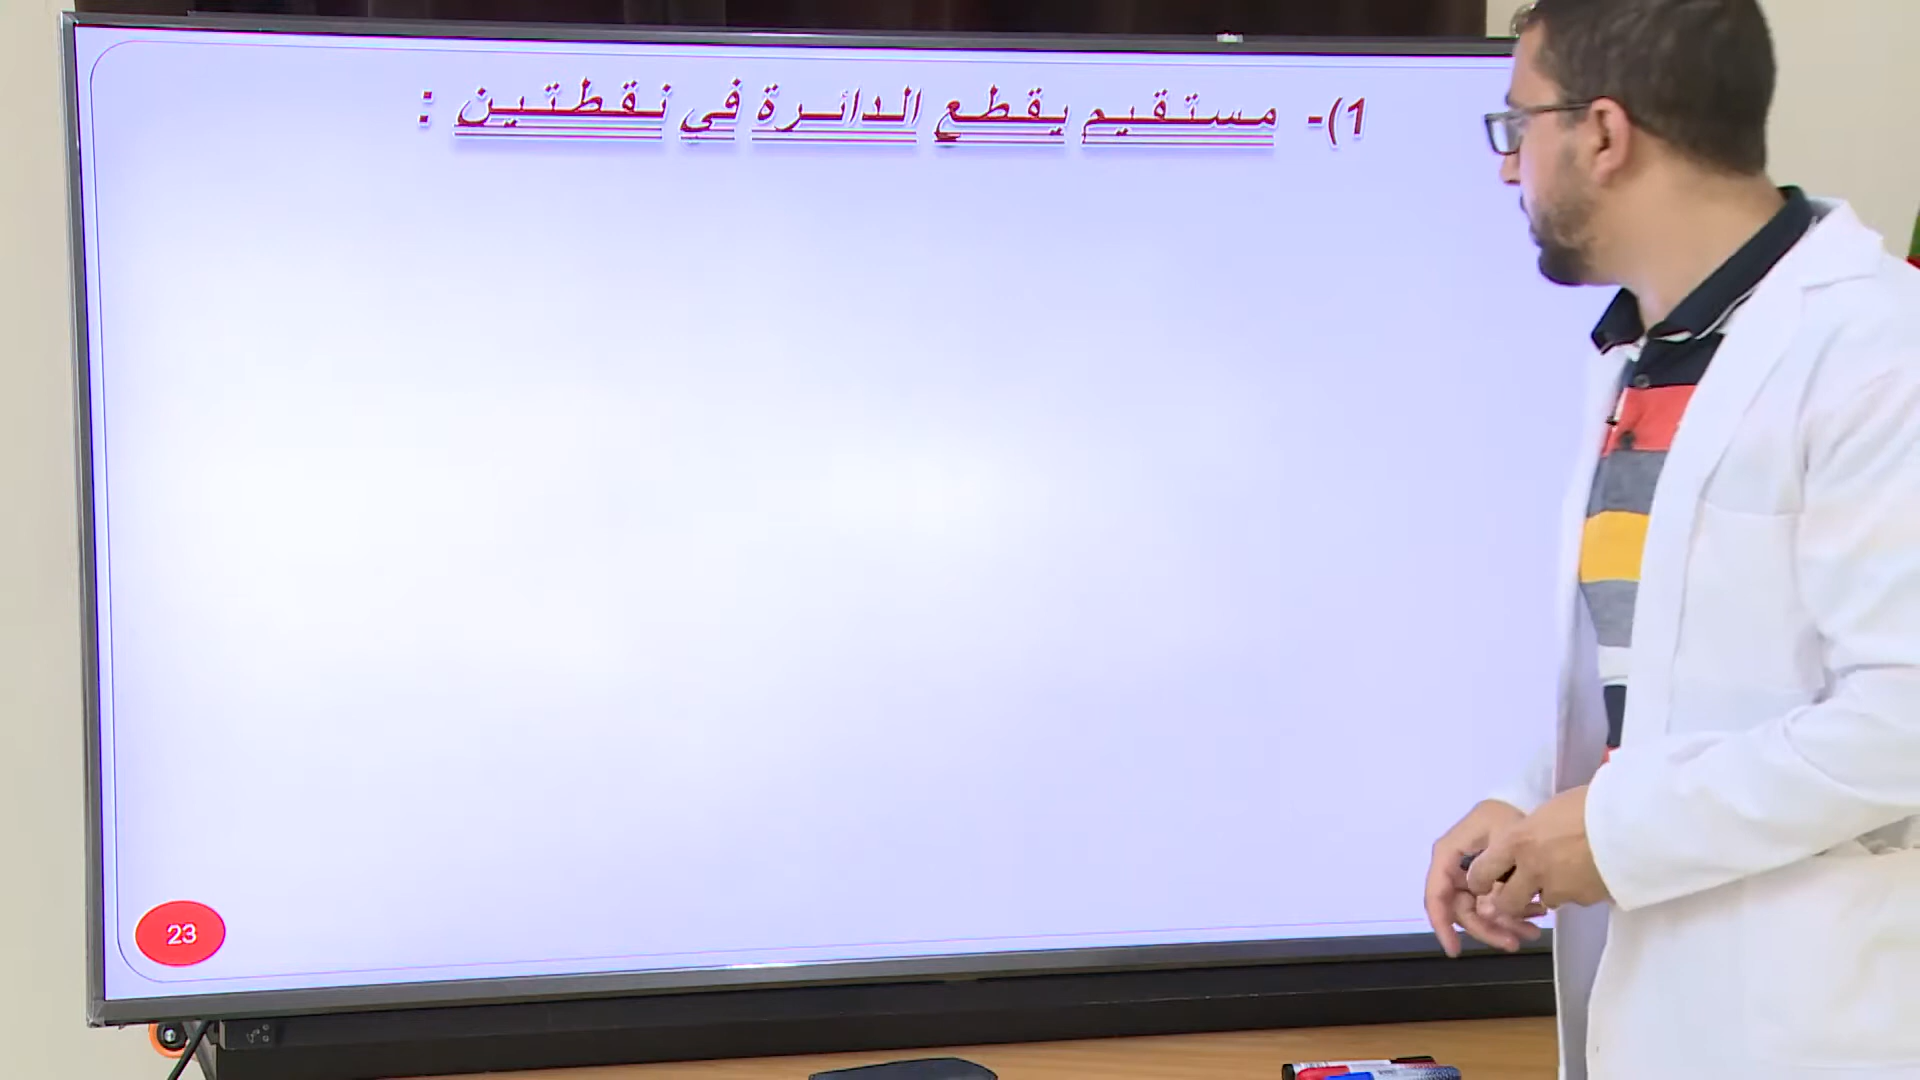 1)- مستقيم يقطع الدائرة في نقطتين :
23